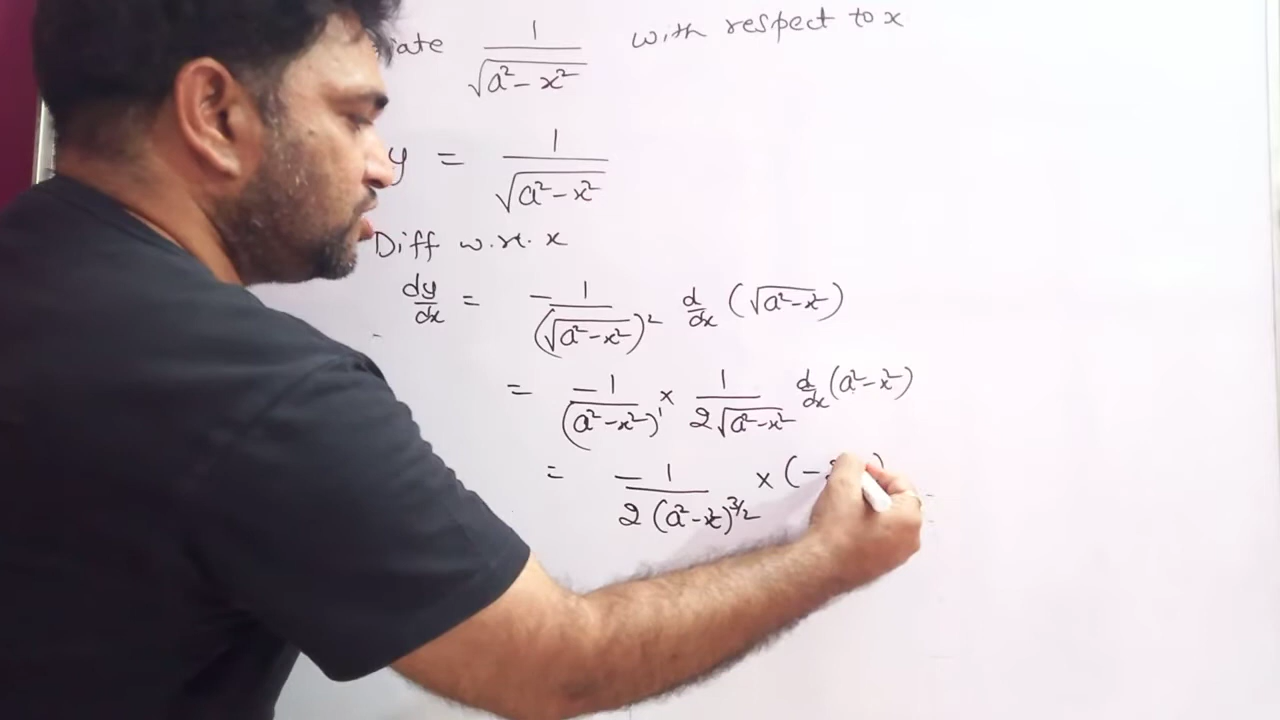 iate 1/√(a²-x²) with respect to x
y = 1/√(a²-x²)
Diff w.r.t. x
dy/dx = -1/(√(a²-x²))² d/dx (√(a²-x²))
= -1/(a²-x²)¹ × 1/(2√(a²-x²)) d/dx (a²-x²)
= -1/(2(a²-x²)^(3/2)) × (- )